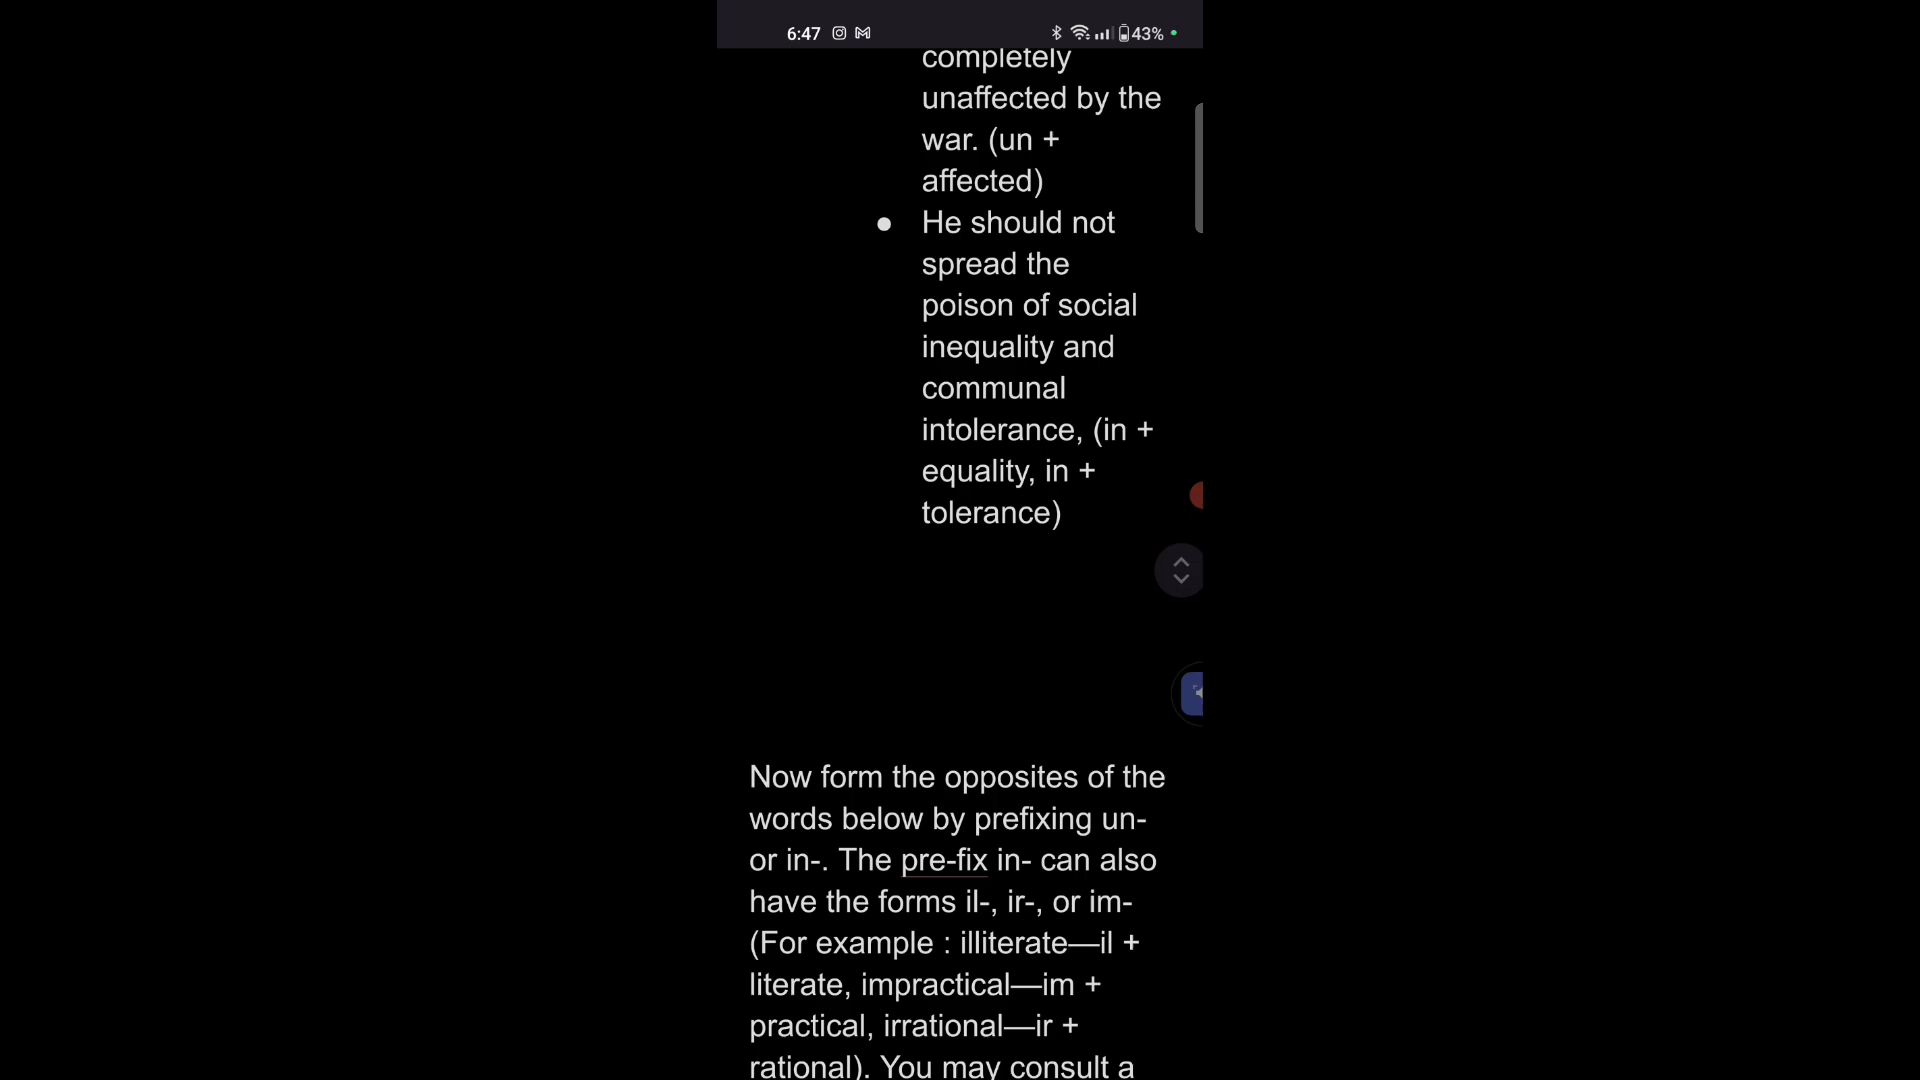 6:47
43%
completely
unaffected by the
war. (un +
affected)
● He should not
spread the
poison of social
inequality and
communal
intolerance, (in +
equality, in +
tolerance)
Now form the opposites of the
words below by prefixing un-
or in-. The pre-fix in- can also
have the forms il-, ir-, or im-
(For example : illiterate—il +
literate, impractical—im +
practical, irrational—ir +
rational). You may consult a